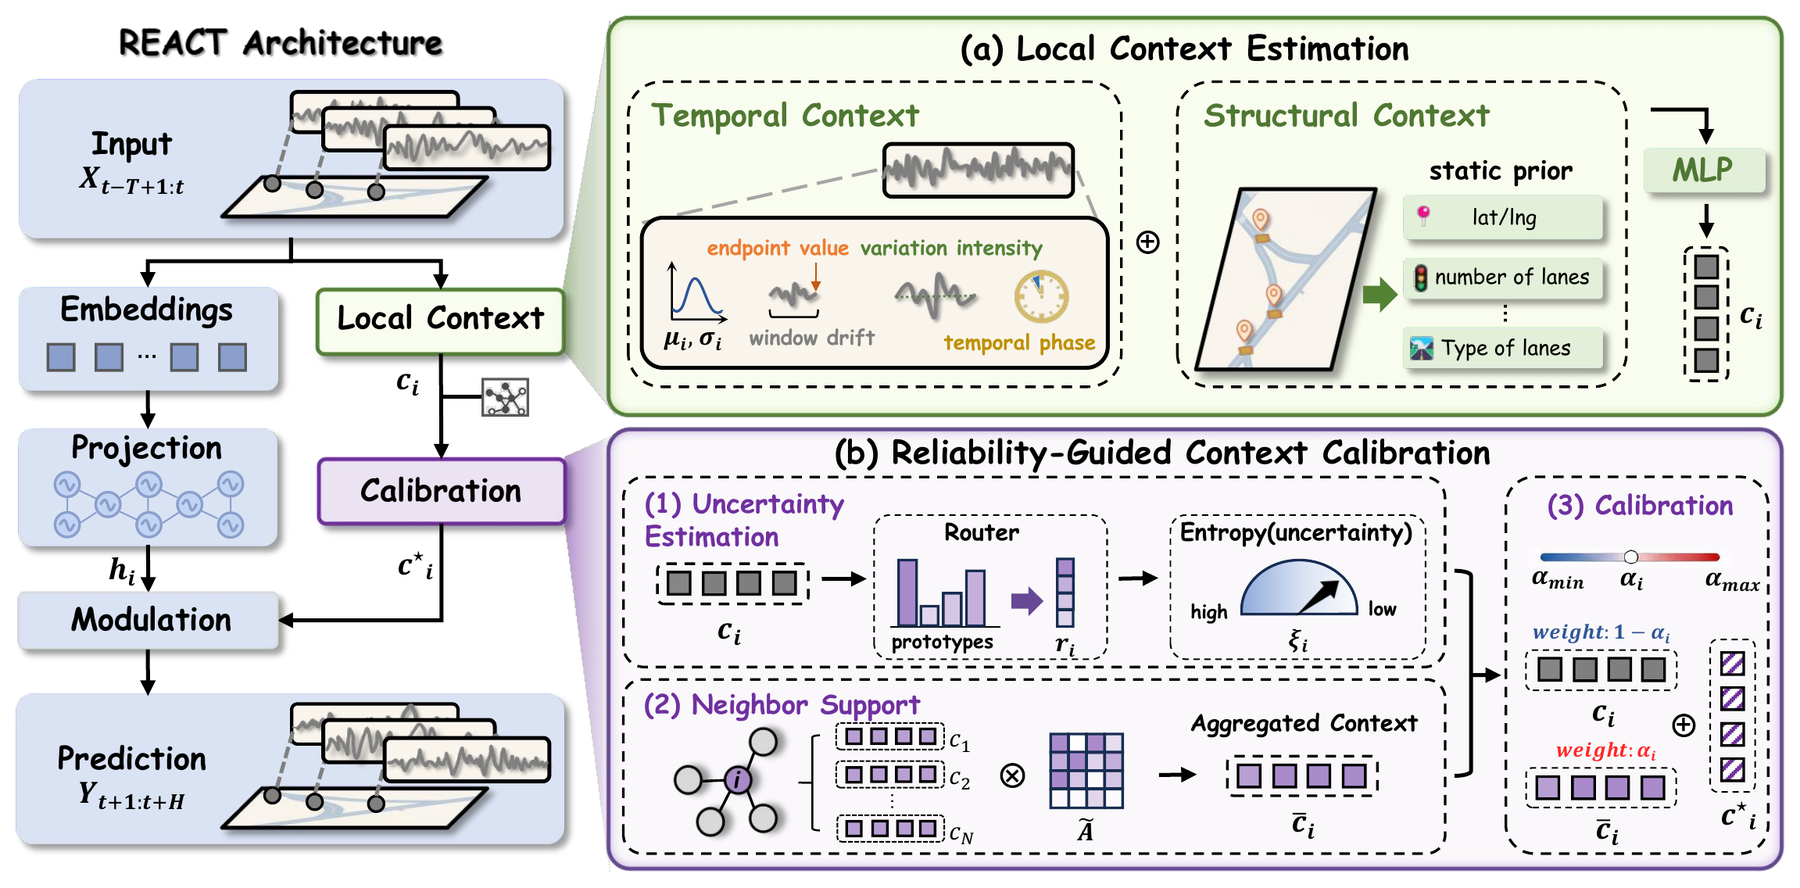 REACT Architecture
Input
X_{t−T+1:t}
Embeddings
...
Projection
h_i
Modulation
Prediction
Y_{t+1:t+H}
Local Context
c_i
Calibration
c^⋆_i
(a) Local Context Estimation
Temporal Context
endpoint value variation intensity
μ_i, σ_i
window drift
temporal phase
⊕
Structural Context
static prior
lat/lng
number of lanes
⋮
Type of lanes
MLP
c_i
(b) Reliability-Guided Context Calibration
(1) Uncertainty
Estimation
c_i
Router
prototypes
r_i
Entropy(uncertainty)
high
low
ξ_i
(2) Neighbor Support
i
c_1
c_2
⋮
c_N
⊗
Ã
Aggregated Context
c̄_i
(3) Calibration
α_{min} α_i α_{max}
weight: 1 − α_i
c_i
⊕
weight: α_i
c̄_i
c^⋆_i